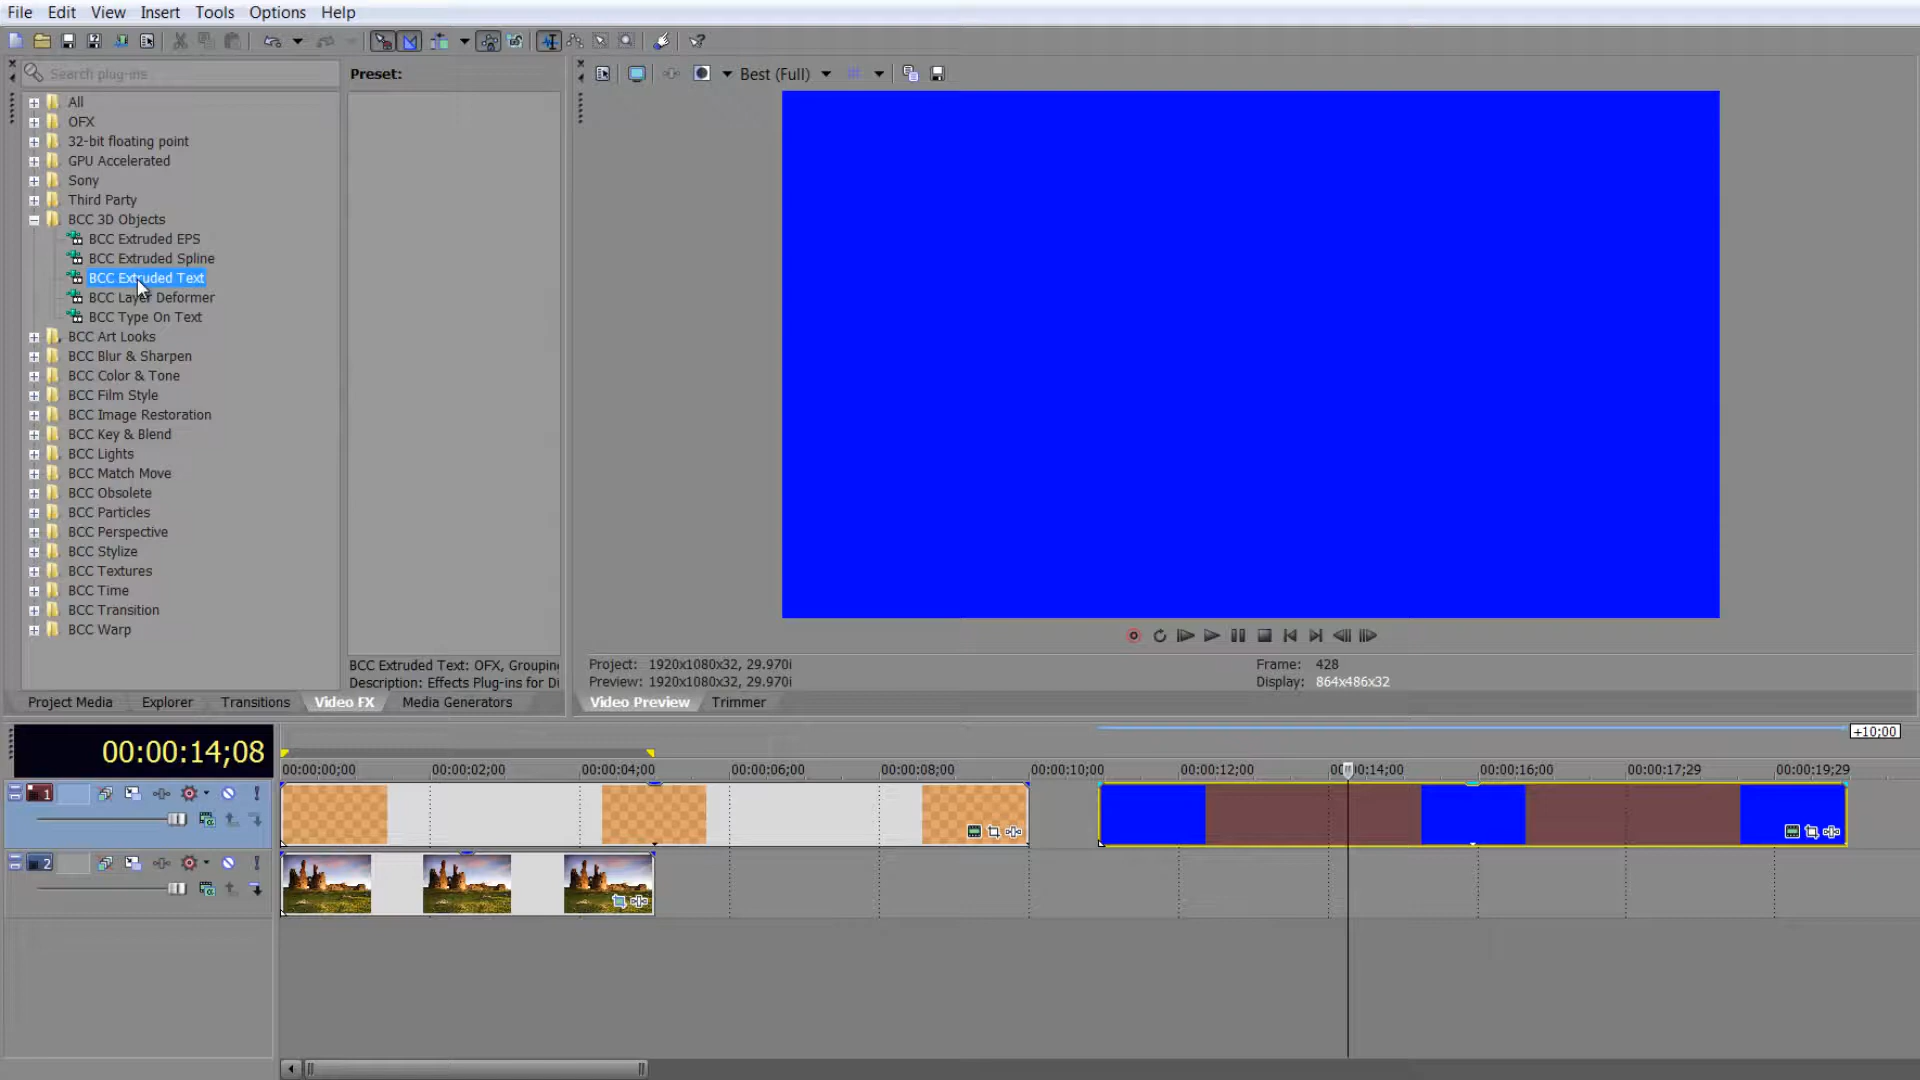 File Edit View Insert Tools Options Help
Search plug-ins
Preset:
Best (Full)
All
OFX
32-bit floating point
GPU Accelerated
Sony
Third Party
BCC 3D Objects
BCC Extruded EPS
BCC Extruded Spline
BCC Extruded Text
BCC Layer Deformer
BCC Type On Text
BCC Art Looks
BCC Blur & Sharpen
BCC Color & Tone
BCC Film Style
BCC Image Restoration
BCC Key & Blend
BCC Lights
BCC Match Move
BCC Obsolete
BCC Particles
BCC Perspective
BCC Stylize
BCC Textures
BCC Time
BCC Transition
BCC Warp
BCC Extruded Text: OFX, Groupin
Description: Effects Plug-ins for Di
Project: 1920x1080x32, 29.970i
Preview: 1920x1080x32, 29.970i
Frame: 428
Display: 864x486x32
Project Media Explorer Transitions Video FX Media Generators
Video Preview Trimmer
00:00:14;08
+10;00
00:00:00;00 00:00:02;00 00:00:04;00 00:00:06;00 00:00:08;00 00:00:10;00 00:00:12;00 00:00:14;00 00:00:16;00 00:00:17;29 00:00:19;29
1
2